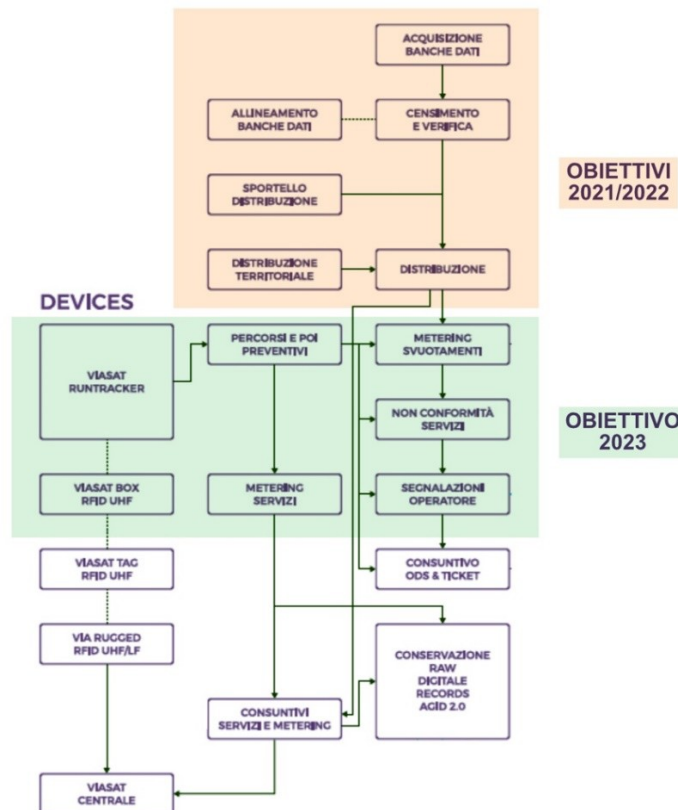 ACQUISIZIONE
BANCHE DATI
ALLINEAMENTO
BANCHE DATI
CENSIMENTO
E VERIFICA
OBIETTIVI
2021/2022
SPORTELLO
DISTRIBUZIONE
DISTRIBUZIONE
TERRITORIALE
DISTRIBUZIONE
DEVICES
VIASAT
RUNTRACKER
PERCORSI E POI
PREVENTIVI
METERING
SVUOTAMENTI
NON CONFORMITÀ
SERVIZI
OBIETTIVO
2023
VIASAT BOX
RFID UHF
METERING
SERVIZI
SEGNALAZIONI
OPERATORE
VIASAT TAG
RFID UHF
CONSUNTIVO
ODS & TICKET
VIA RUGGED
RFID UHF/LF
CONSERVAZIONE
RAW
DIGITALE
RECORDS
AGID 2.0
CONSUNTIVI
SERVIZI E METERING
VIASAT
CENTRALE